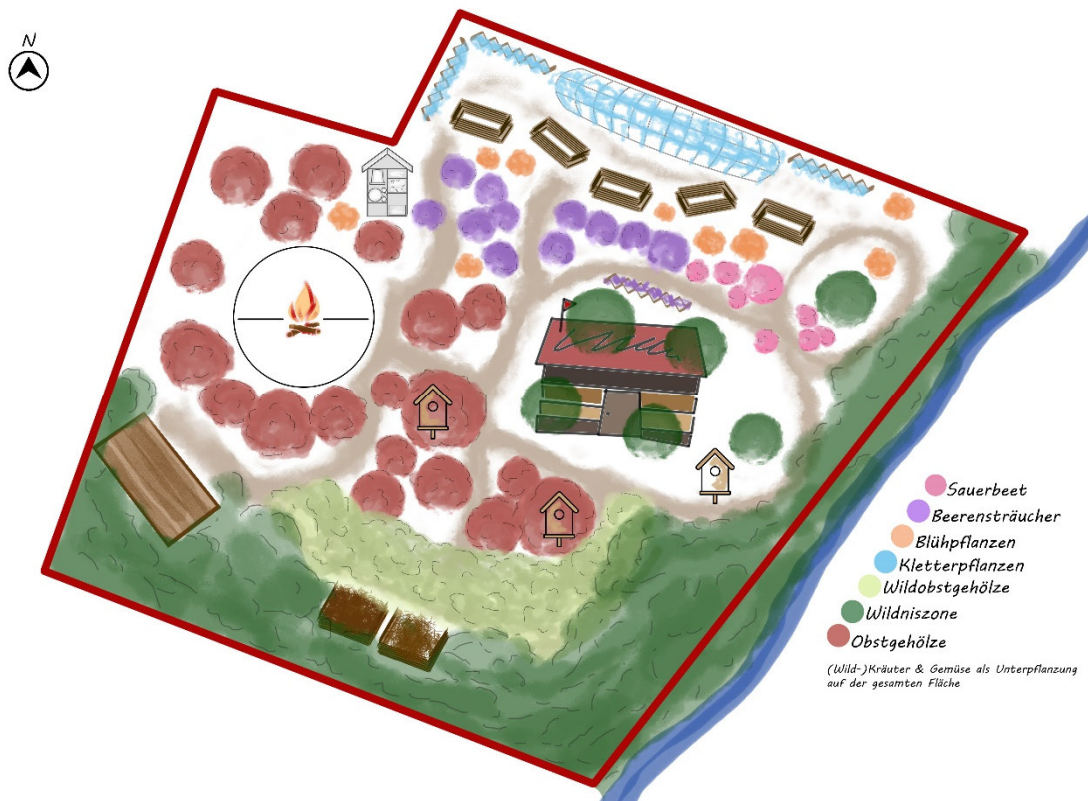 N
Sauerbeet
Beerensträucher
Blühpflanzen
Kletterpflanzen
Wildobstgehölze
Wildniszone
Obstgehölze
(Wild-)Kräuter & Gemüse als Unterpflanzung
auf der gesamten Fläche